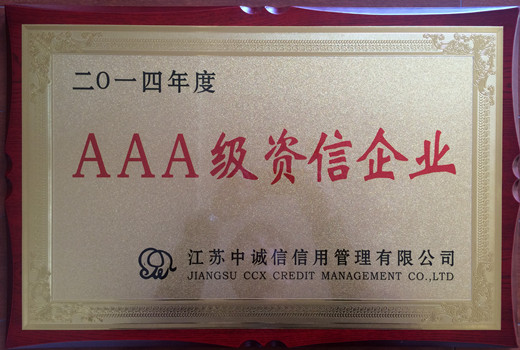 二〇一四年度
AAA级资信企业
江苏中诚信信用管理有限公司
JIANGSU CCX CREDIT MANAGEMENT CO.,LTD